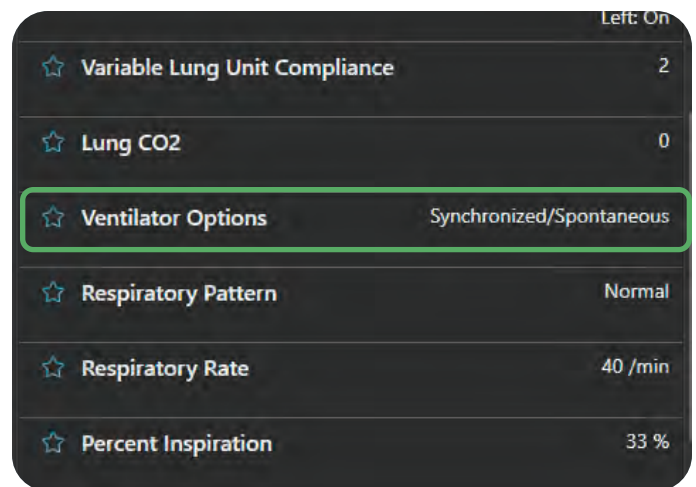 Left: On
Variable Lung Unit Compliance 2
Lung CO2 0
Ventilator Options Synchronized/Spontaneous
Respiratory Pattern Normal
Respiratory Rate 40 /min
Percent Inspiration 33 %